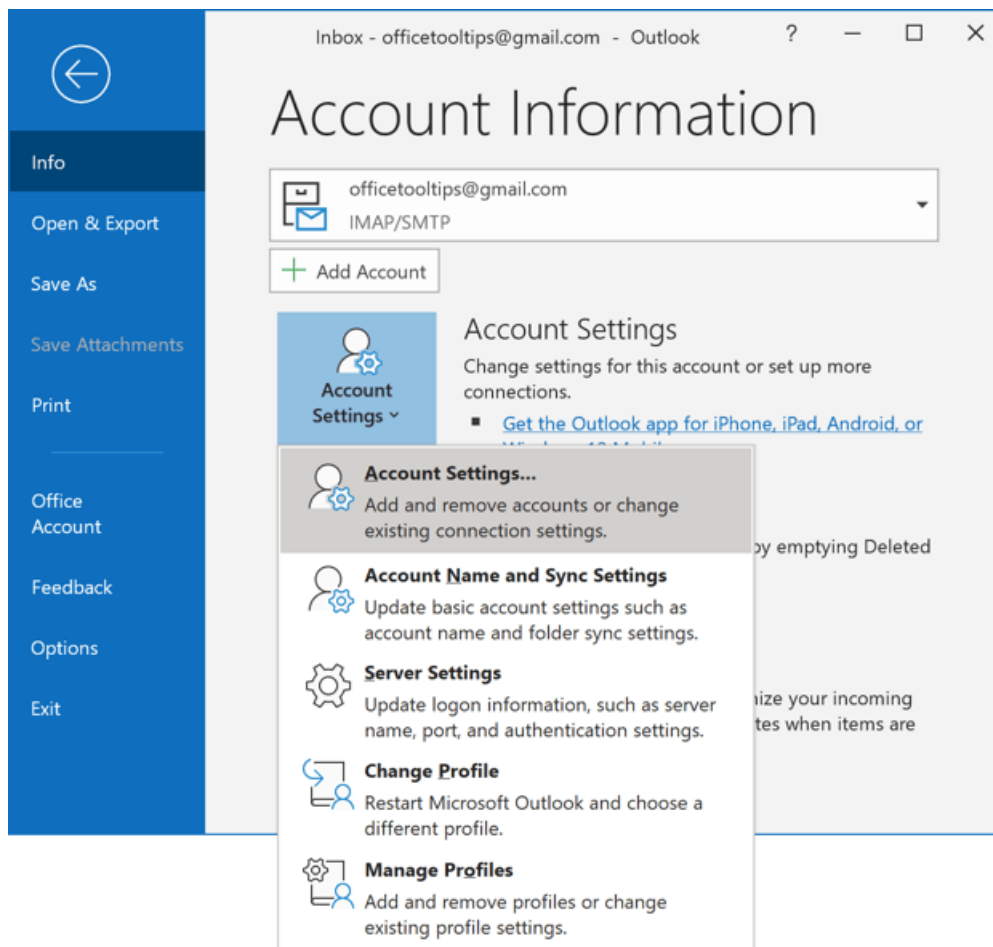 Inbox - officetooltips@gmail.com - Outlook ?
Account Information
Info
Open & Export
Save As
Save Attachments
Print
Office
Account
Feedback
Options
Exit
officetooltips@gmail.com
IMAP/SMTP
Add Account
Account
Settings
Account Settings
Change settings for this account or set up more
connections.
Get the Outlook app for iPhone, iPad, Android, or
Account Settings...
Add and remove accounts or change
existing connection settings.
by emptying Deleted
Account Name and Sync Settings
Update basic account settings such as
account name and folder sync settings.
Server Settings
Update logon information, such as server
name, port, and authentication settings.
your incoming
when items are
Change Profile
Restart Microsoft Outlook and choose a
different profile.
Manage Profiles
Add and remove profiles or change
existing profile settings.